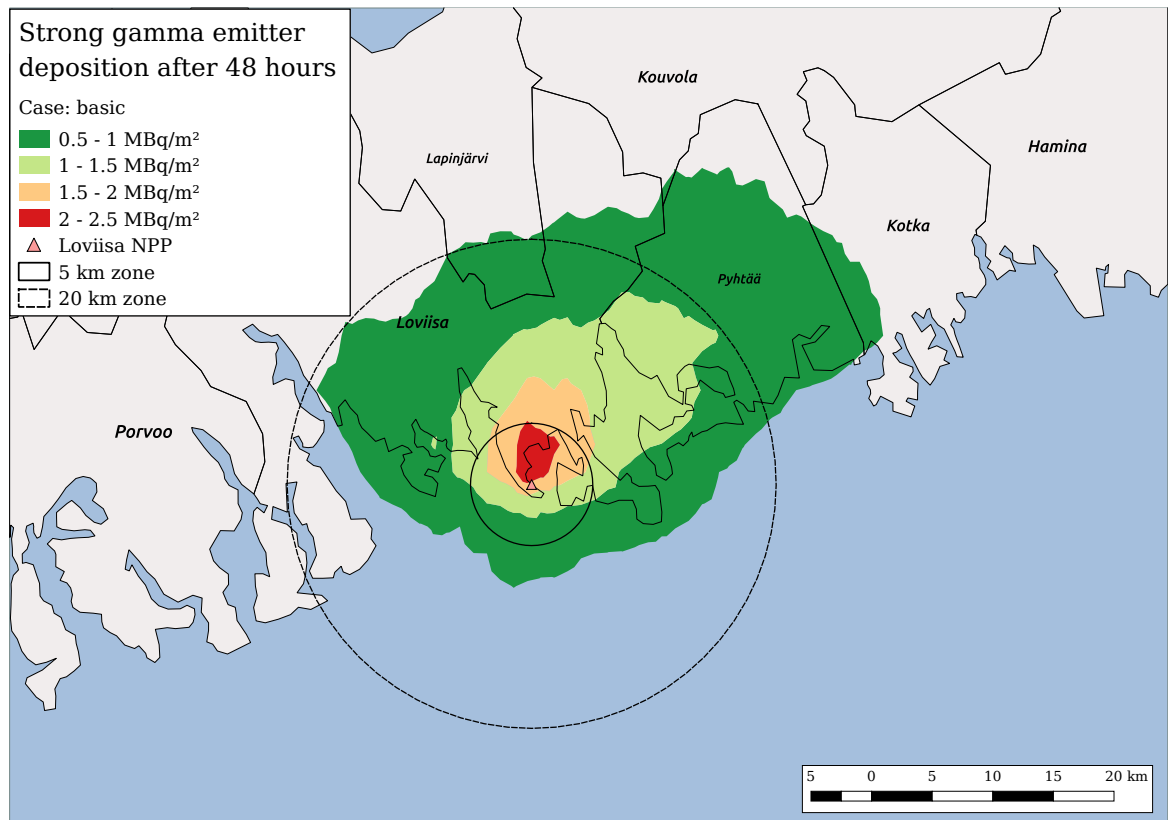 Strong gamma emitter
deposition after 48 hours
Case: basic
0.5 - 1 MBq/m²
1 - 1.5 MBq/m²
1.5 - 2 MBq/m²
2 - 2.5 MBq/m²
Loviisa NPP
5 km zone
20 km zone
Kouvola
Lapinjärvi
Hamina
Kotka
Pyhtää
Loviisa
Porvoo
5 0 5 10 15 20 km